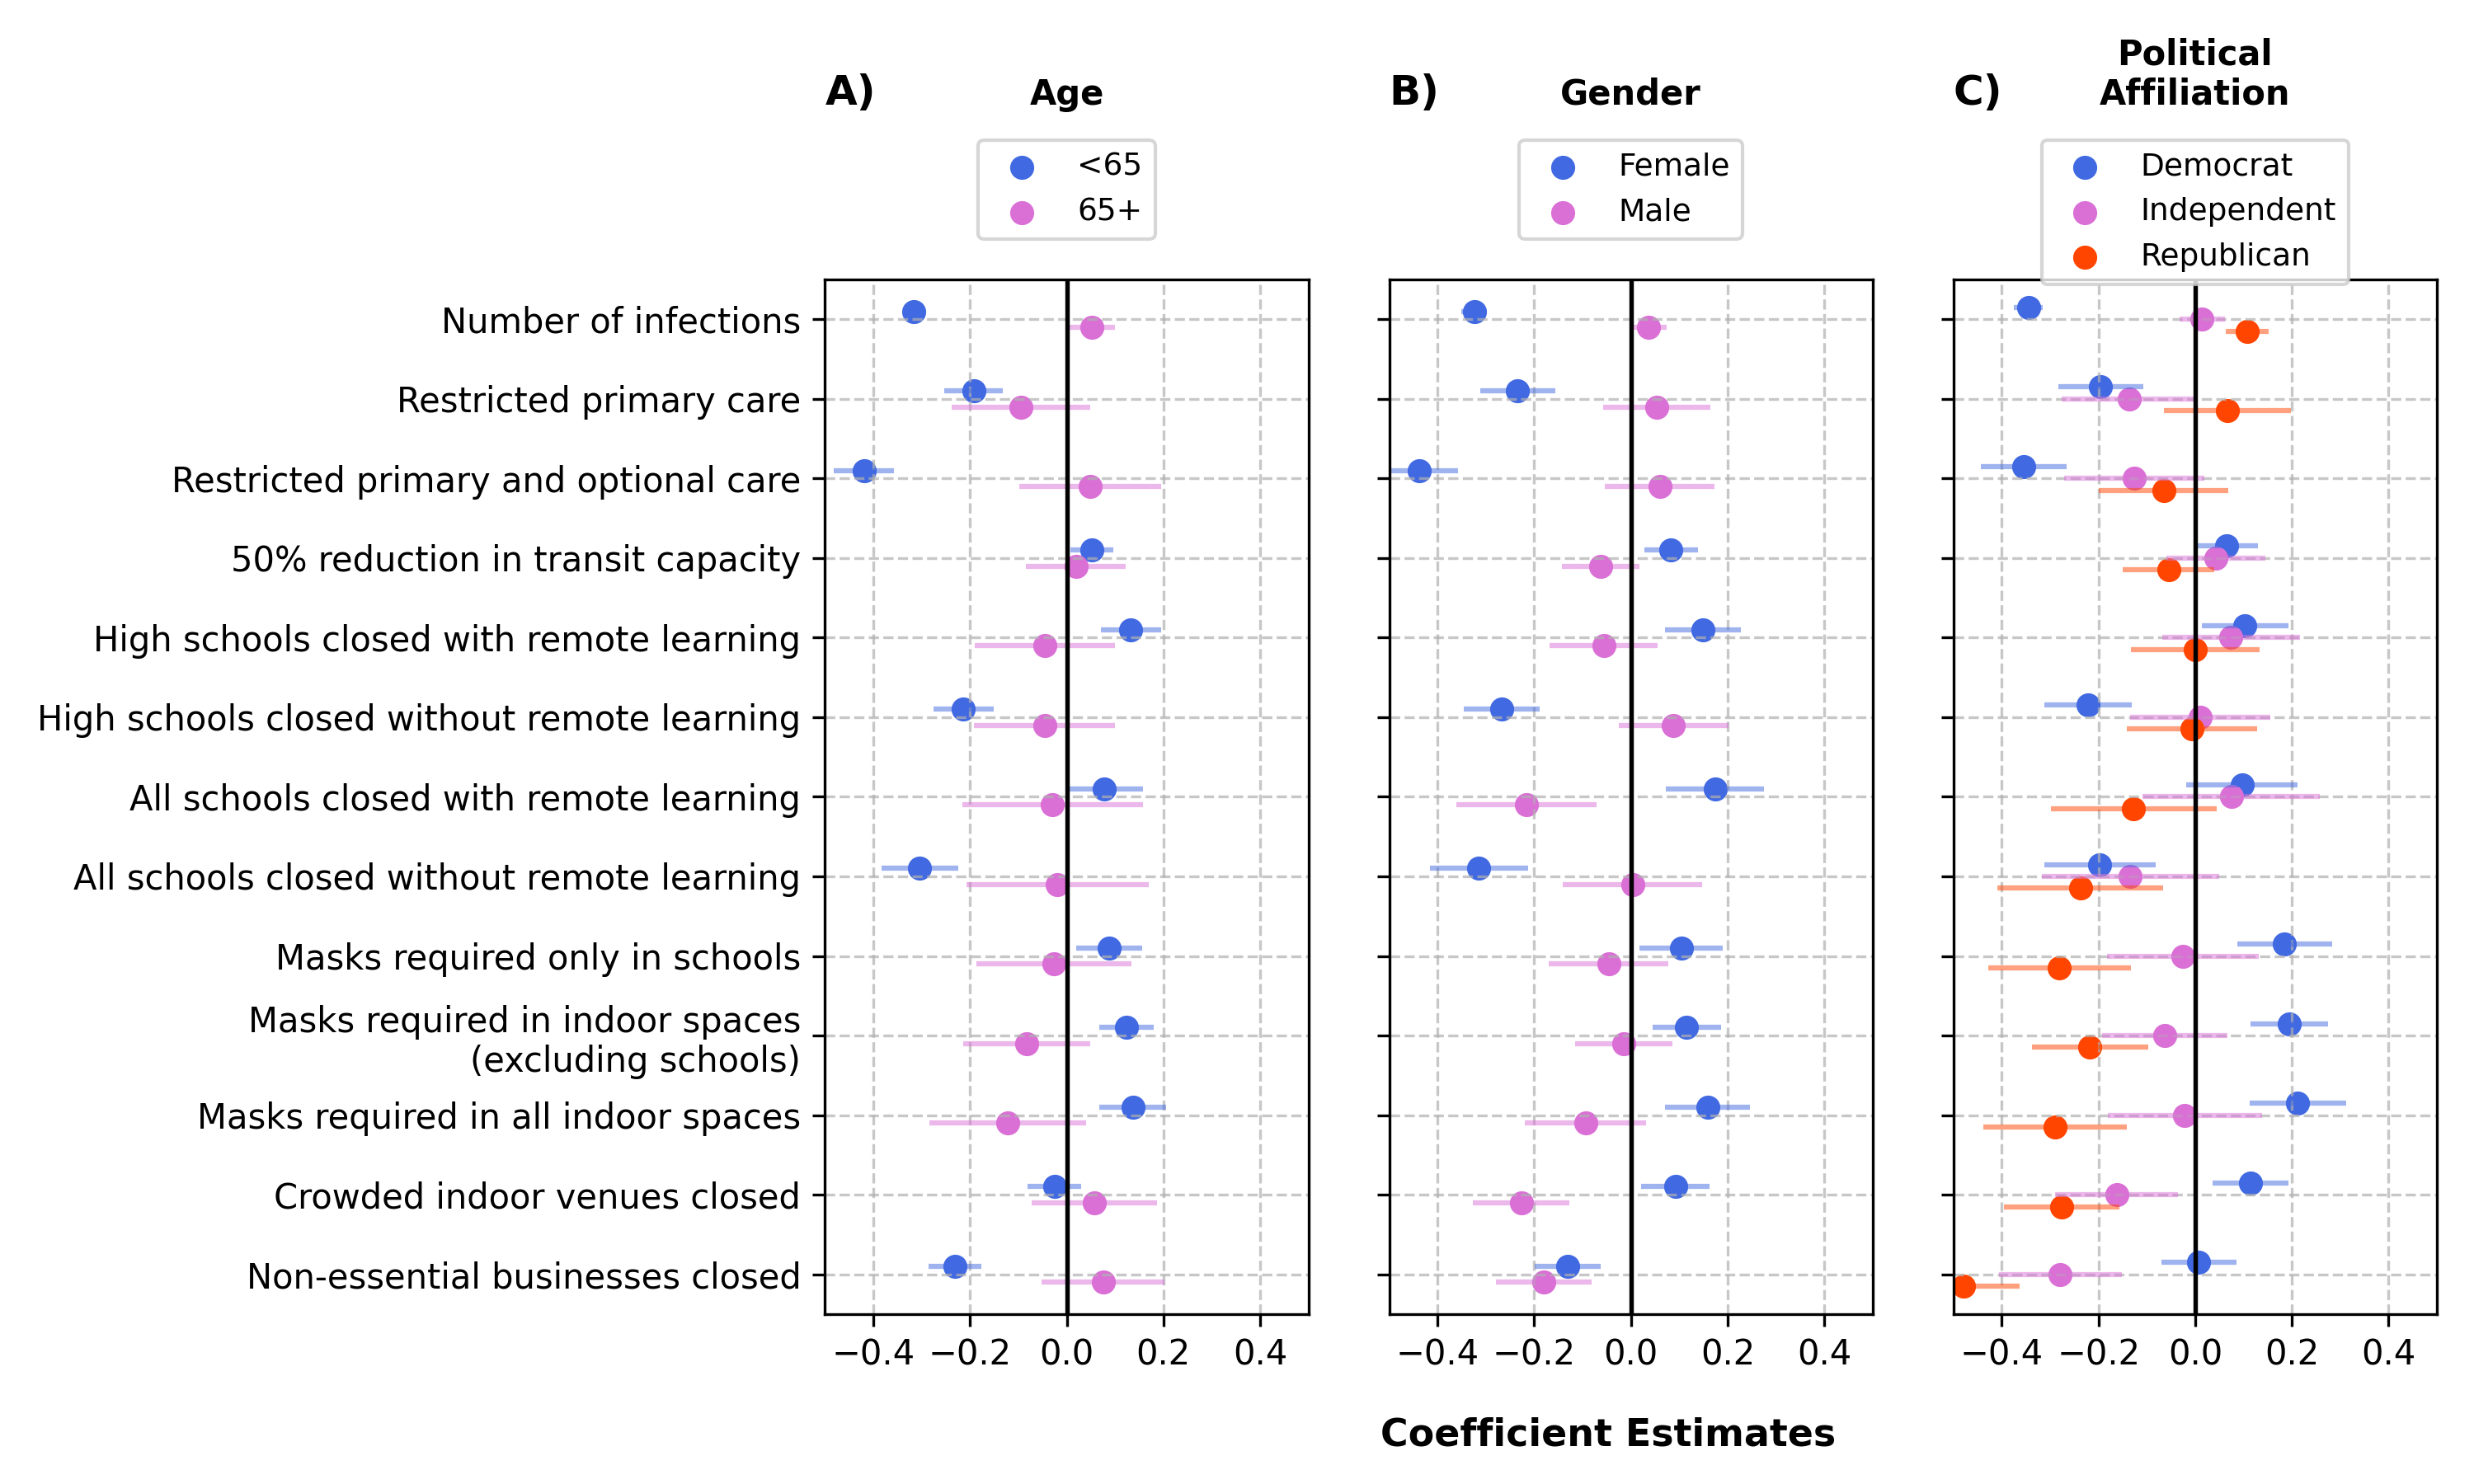 Political
A) Age B) Gender C) Affiliation
<65 Female Democrat
65+ Male Independent
Republican
Number of infections
Restricted primary care
Restricted primary and optional care
50% reduction in transit capacity
High schools closed with remote learning
High schools closed without remote learning
All schools closed with remote learning
All schools closed without remote learning
Masks required only in schools
Masks required in indoor spaces
(excluding schools)
Masks required in all indoor spaces
Crowded indoor venues closed
Non-essential businesses closed
−0.4 −0.2 0.0 0.2 0.4 −0.4 −0.2 0.0 0.2 0.4 −0.4 −0.2 0.0 0.2 0.4
Coefficient Estimates